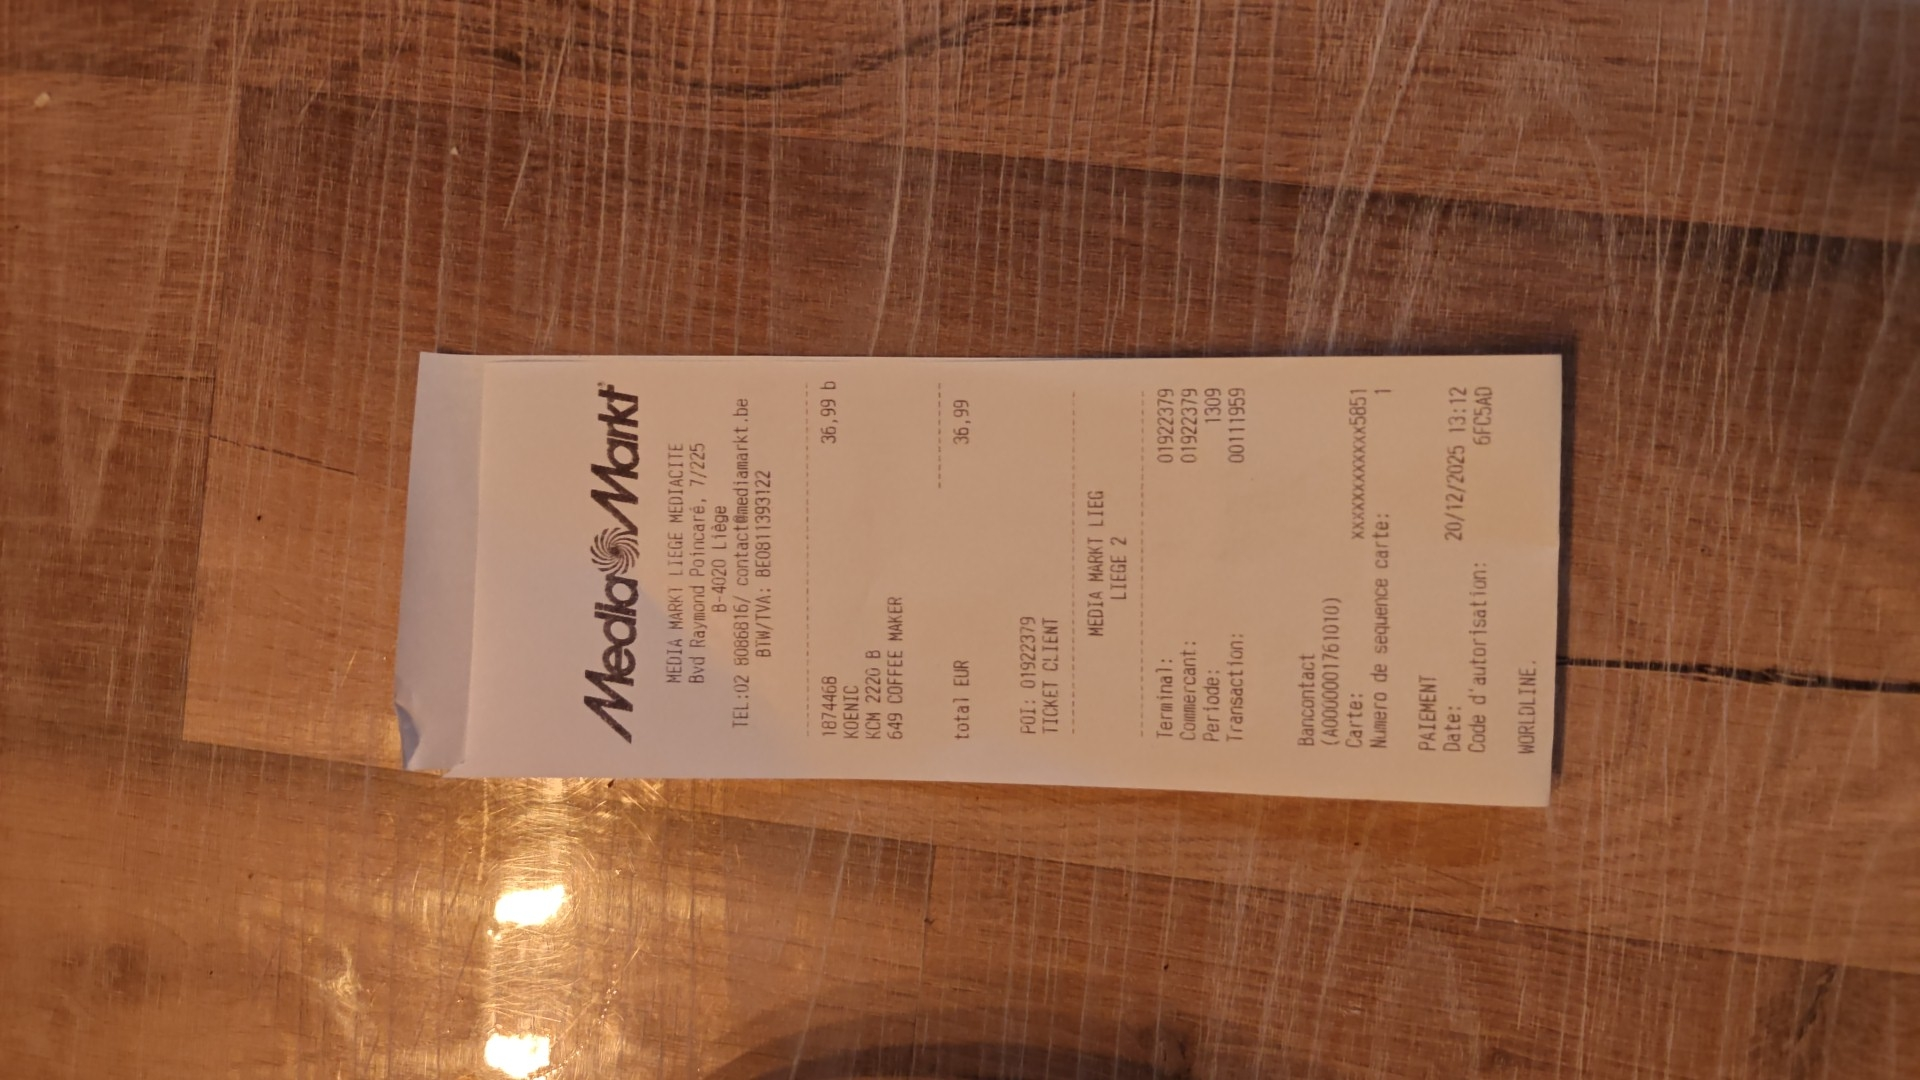 MediaMarkt
MEDIA MARKT LIEGE MEDIACITE
Bvd Raymond Poincaré, 7/225
B-4020 Liège
TEL:02 8086816/ contact@mediamarkt.be
BTW/TVA: BE0811393122
1874468 36,99 b
KOENIC
KCM 2220 B
649 COFFEE MAKER
total EUR 36,99
POI: 01922379
TICKET CLIENT
MEDIA MARKT LIEG
LIEGE 2
Terminal: 01922379
Commercant: 01922379
Periode: 1309
Transaction: 00111959
Bancontact
(A0000001761010)
Carte: xxxxxxxxxxxxx5851
Numero de sequence carte: 1
PAIEMENT
Date: 20/12/2025 13:12
Code d'autorisation: 6FC5AD
WORLDLINE.